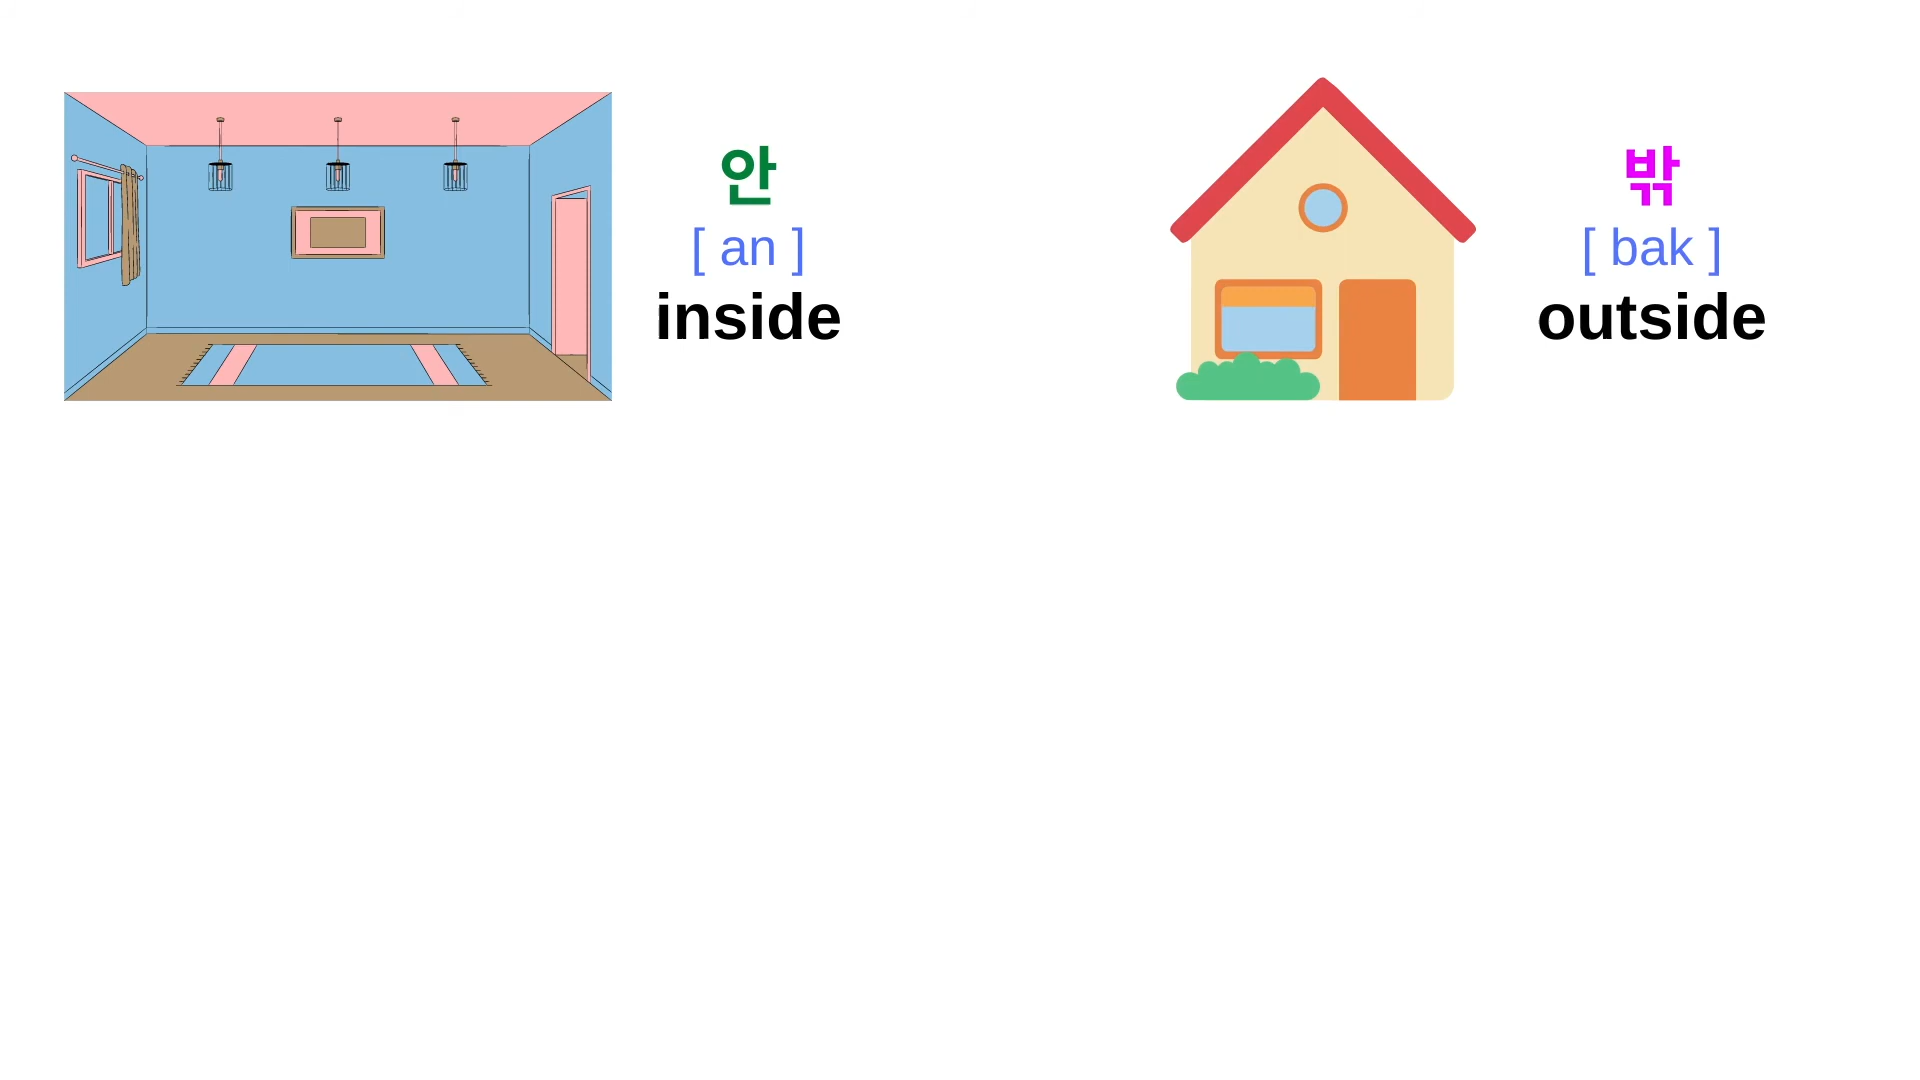 안
[ an ]
inside
밖
[ bak ]
outside